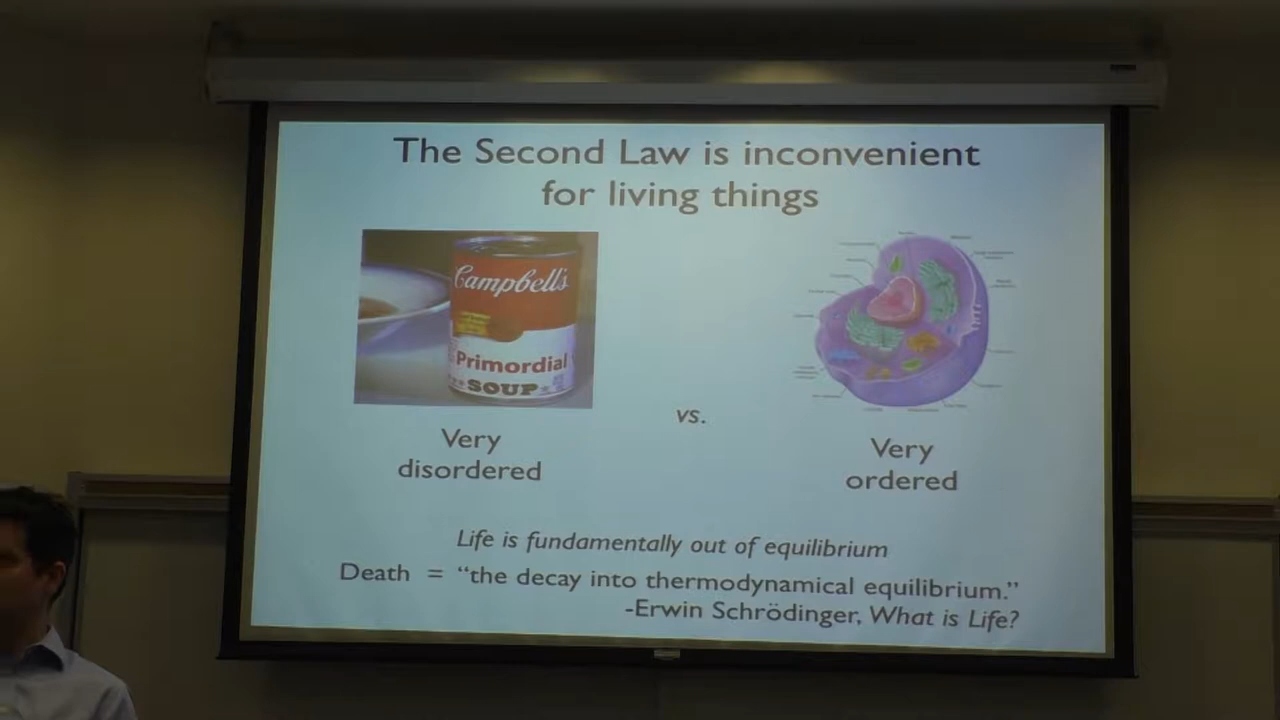 The Second Law is inconvenient
for living things
Campbell's
Primordial
SOUP
vs.
Very
disordered
Very
ordered
Life is fundamentally out of equilibrium
Death = “the decay into thermodynamical equilibrium.”
-Erwin Schrödinger, What is Life?